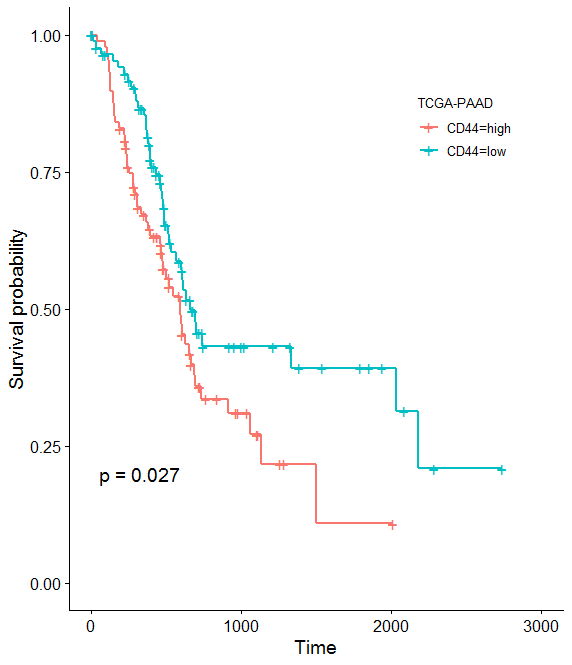 1.00
0.75
0.50
0.25
0.00
Survival probability
TCGA-PAAD
CD44=high
CD44=low
p = 0.027
0 1000 2000 3000
Time